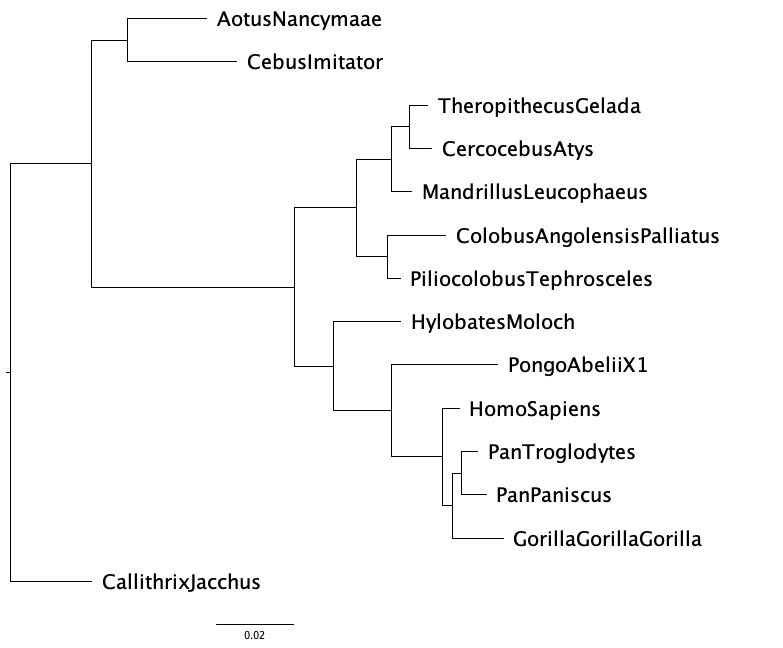 AotusNancymaae
CebusImitator
TheropithecusGelada
CercocebusAtys
MandrillusLeucophaeus
ColobusAngolensisPalliatus
PiliocolobusTephrosceles
HylobatesMoloch
PongoAbeliiX1
HomoSapiens
PanTroglodytes
PanPaniscus
GorillaGorillaGorilla
CallithrixJacchus
0.02